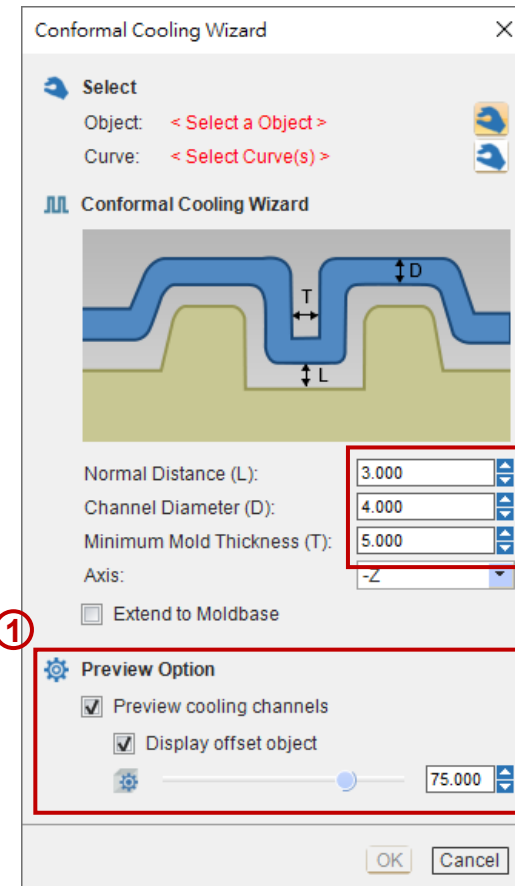 Conformal Cooling Wizard
Select
Object: < Select a Object >
Curve: < Select Curve(s) >
Conformal Cooling Wizard
D
T
L
Normal Distance (L): 3.000
Channel Diameter (D): 4.000
Minimum Mold Thickness (T): 5.000
Axis: -Z
Extend to Moldbase
1
Preview Option
Preview cooling channels
Display offset object
75.000
OK Cancel